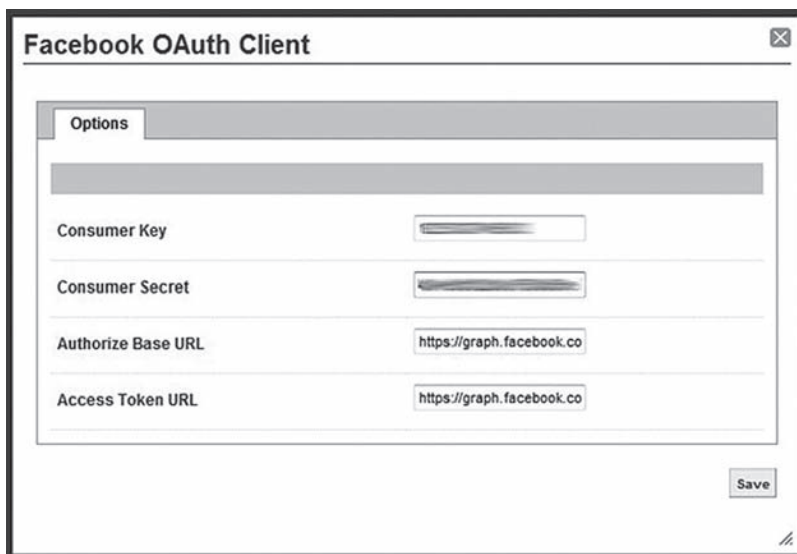 Facebook OAuth Client
Options
Consumer Key
Consumer Secret
Authorize Base URL
https://graph.facebook.co
Access Token URL
https://graph.facebook.co
Save